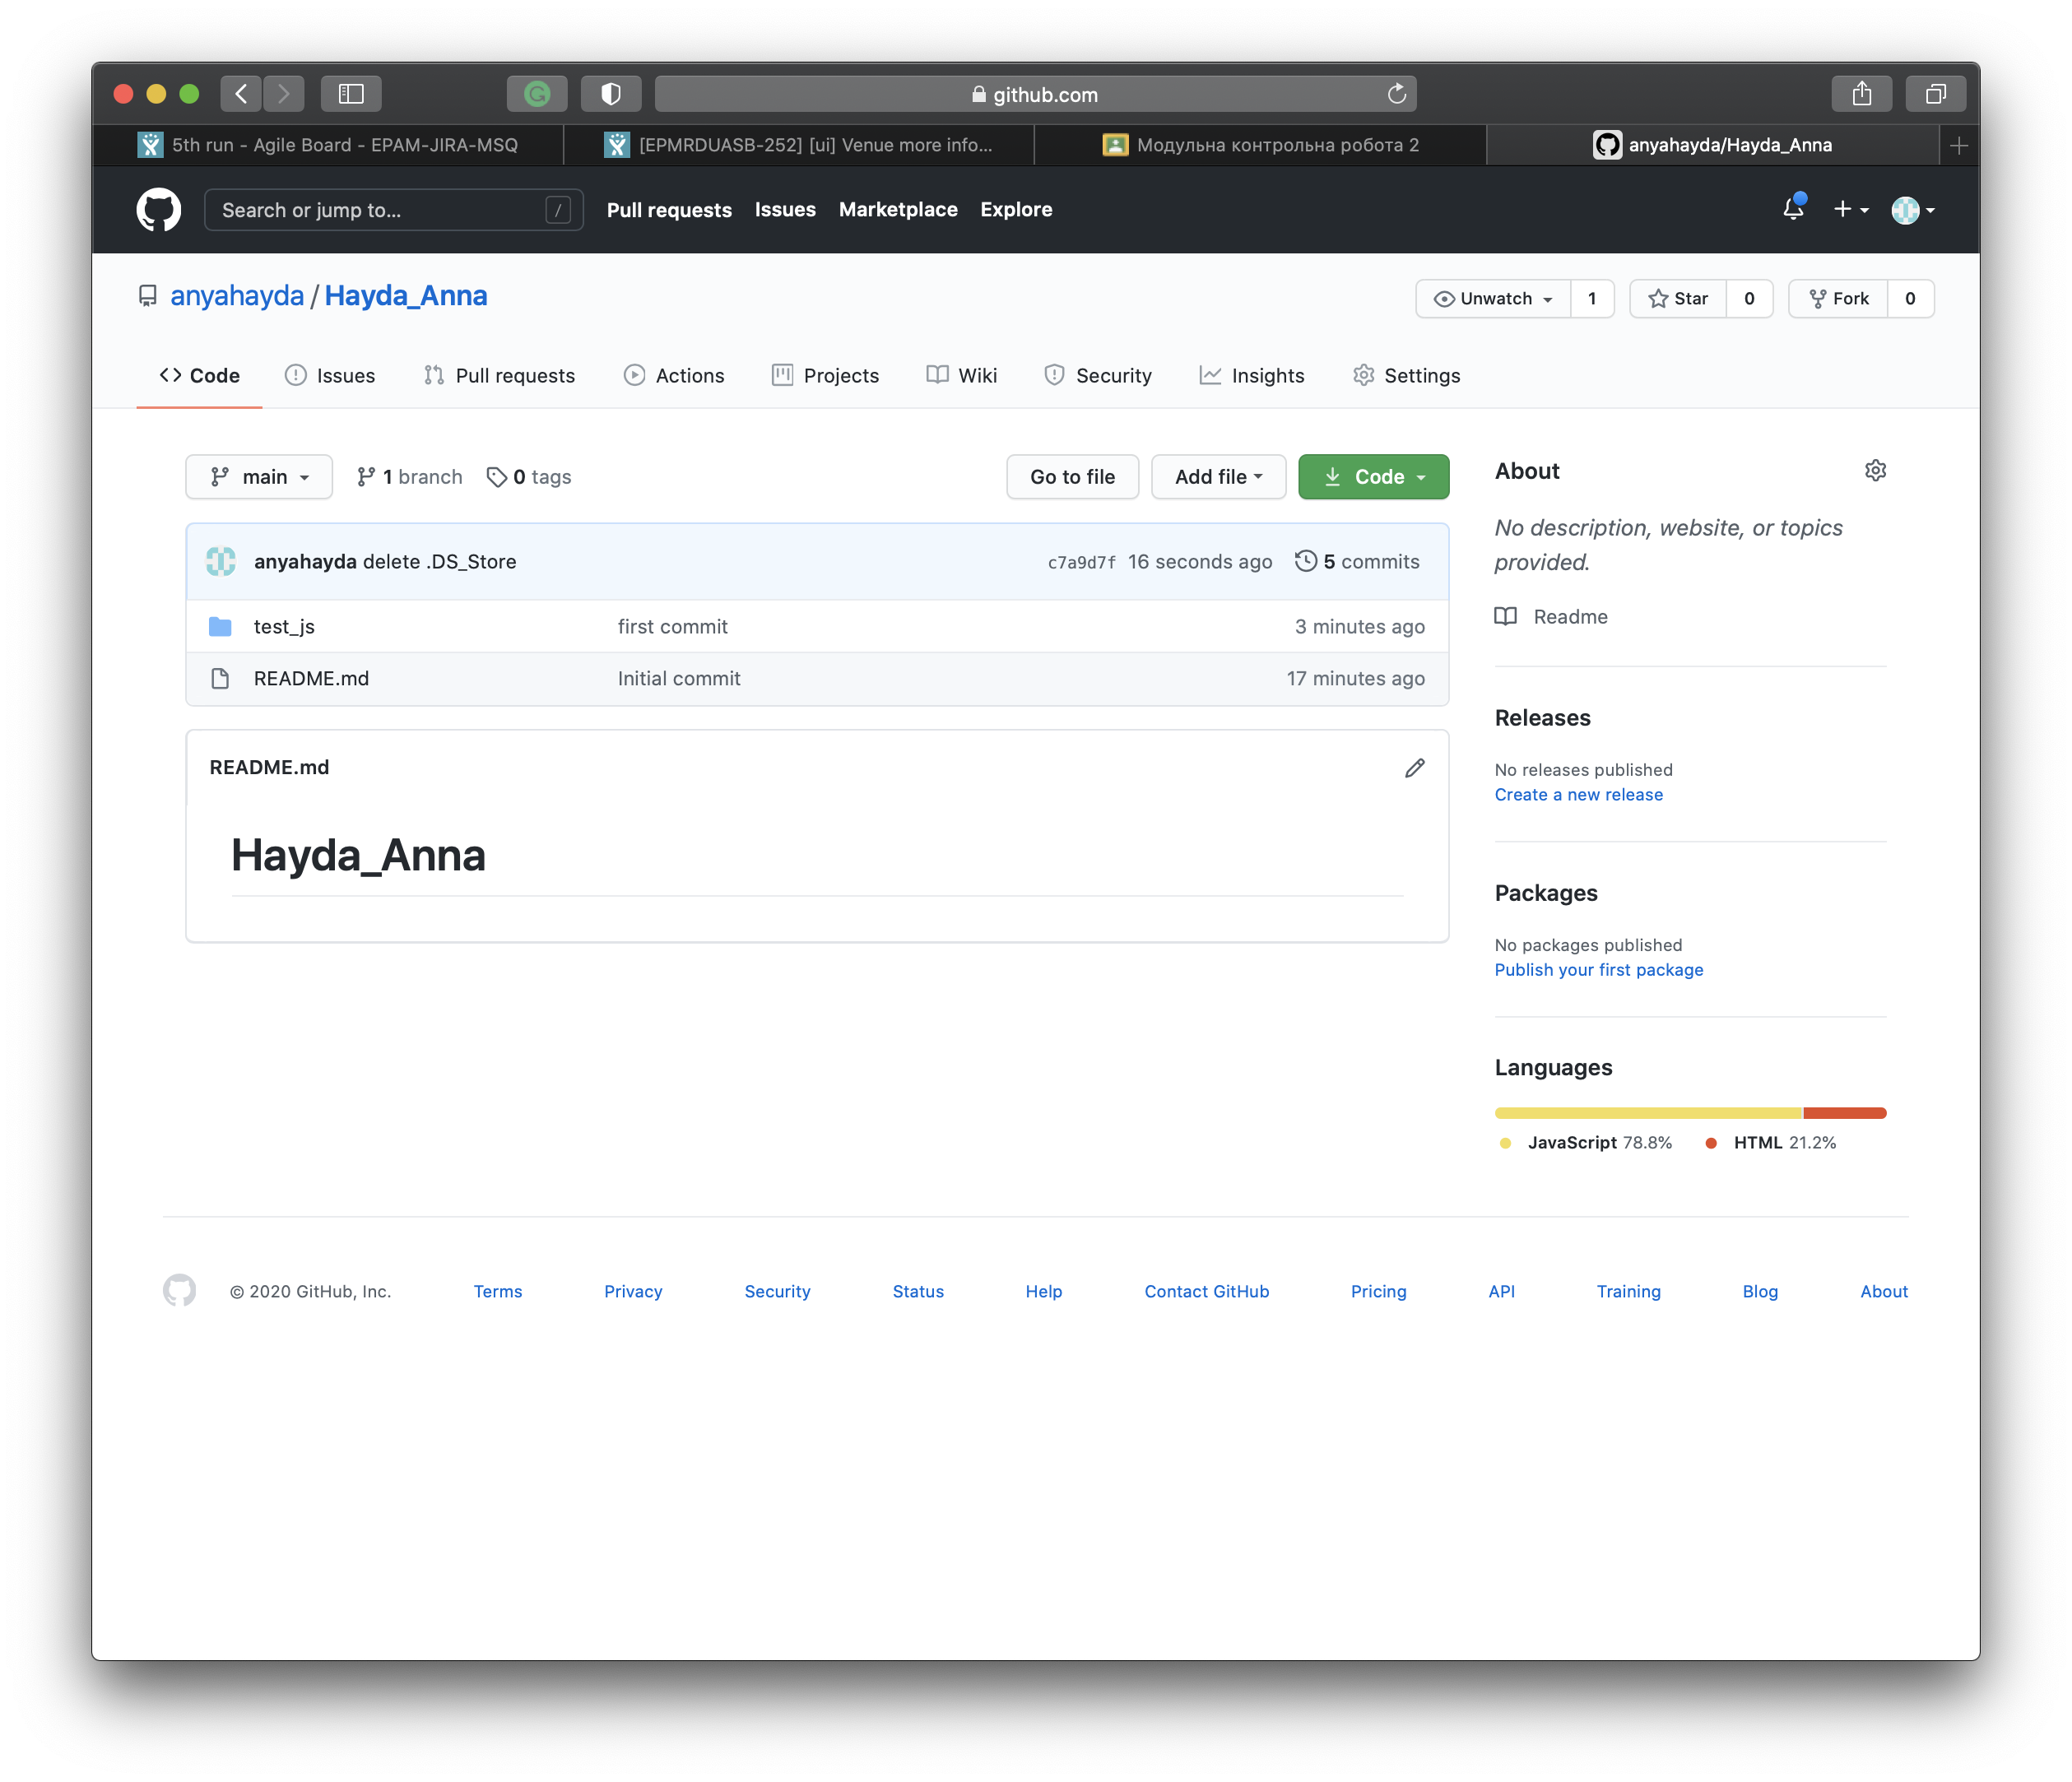 github.com
5th run - Agile Board - EPAM-JIRA-MSQ
[EPMRDUASB-252] [ui] Venue more info...
Модульна контрольна робота 2
anyahayda/Hayda_Anna
Search or jump to...
/
Pull requests
Issues
Marketplace
Explore
anyahayda / Hayda_Anna
Unwatch
1
Star
0
Fork
0
Code
Issues
Pull requests
Actions
Projects
Wiki
Security
Insights
Settings
main
1 branch
0 tags
Go to file
Add file
Code
anyahayda delete .DS_Store
c7a9d7f 16 seconds ago
5 commits
test_js
first commit
3 minutes ago
README.md
Initial commit
17 minutes ago
README.md
Hayda_Anna
About
No description, website, or topics
provided.
Readme
Releases
No releases published
Create a new release
Packages
No packages published
Publish your first package
Languages
JavaScript 78.8%
HTML 21.2%
© 2020 GitHub, Inc.
Terms
Privacy
Security
Status
Help
Contact GitHub
Pricing
API
Training
Blog
About